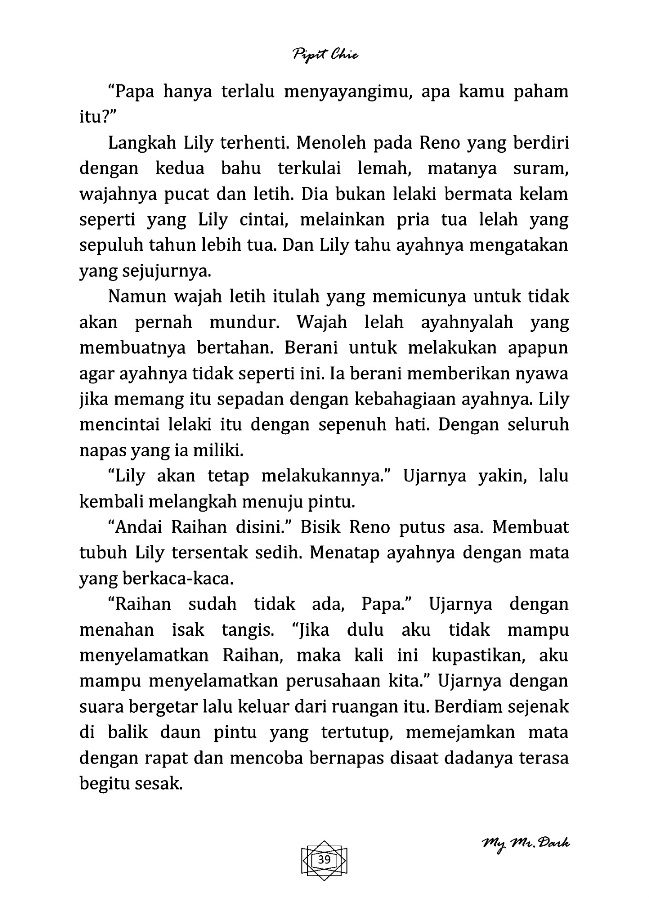 Pipit Chie
“Papa hanya terlalu menyayangimu, apa kamu paham
itu?”
Langkah Lily terhenti. Menoleh pada Reno yang berdiri
dengan kedua bahu terkulai lemah, matanya suram,
wajahnya pucat dan letih. Dia bukan lelaki bermata kelam
seperti yang Lily cintai, melainkan pria tua lelah yang
sepuluh tahun lebih tua. Dan Lily tahu ayahnya mengatakan
yang sejujurnya.
Namun wajah letih itulah yang memicunya untuk tidak
akan pernah mundur. Wajah lelah ayahnyalah yang
membuatnya bertahan. Berani untuk melakukan apapun
agar ayahnya tidak seperti ini. Ia berani memberikan nyawa
jika memang itu sepadan dengan kebahagiaan ayahnya. Lily
mencintai lelaki itu dengan sepenuh hati. Dengan seluruh
napas yang ia miliki.
“Lily akan tetap melakukannya.” Ujarnya yakin, lalu
kembali melangkah menuju pintu.
“Andai Raihan disini.” Bisik Reno putus asa. Membuat
tubuh Lily tersentak sedih. Menatap ayahnya dengan mata
yang berkaca-kaca.
“Raihan sudah tidak ada, Papa.” Ujarnya dengan
menahan isak tangis. “Jika dulu aku tidak mampu
menyelamatkan Raihan, maka kali ini kupastikan, aku
mampu menyelamatkan perusahaan kita.” Ujarnya dengan
suara bergetar lalu keluar dari ruangan itu. Berdiam sejenak
di balik daun pintu yang tertutup, memejamkan mata
dengan rapat dan mencoba bernapas disaat dadanya terasa
begitu sesak.
My Mr. Dark
39